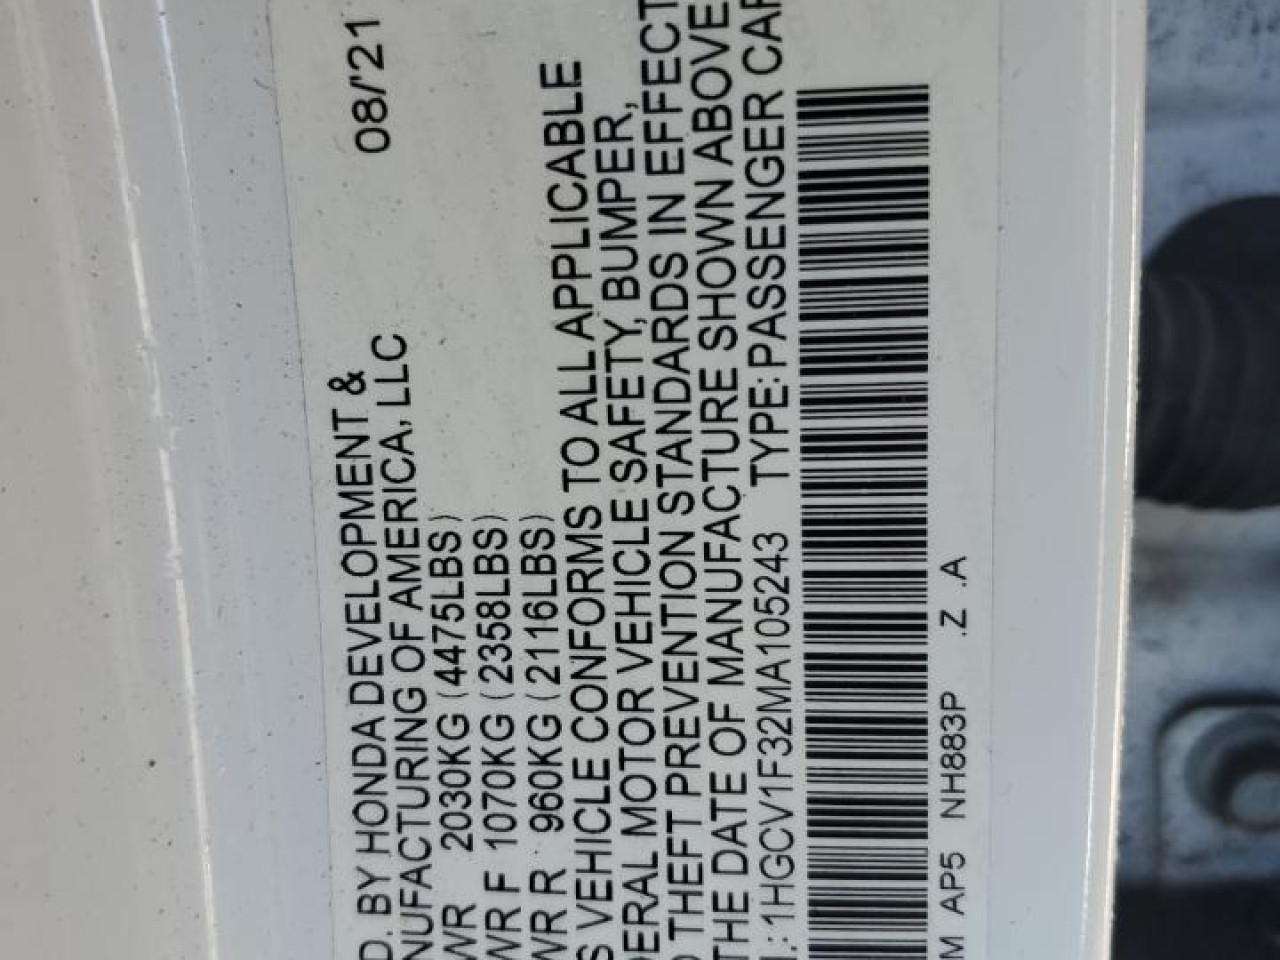 D. BY HONDA DEVELOPMENT &
NUFACTURING OF AMERICA, LLC 08/'21
WR 2030KG (4475LBS)
WR F 1070KG (2358LBS)
WR R 960KG (2116LBS)
S VEHICLE CONFORMS TO ALL APPLICABLE
DERAL MOTOR VEHICLE SAFETY, BUMPER,
THEFT PREVENTION STANDARDS IN EFFECT
THE DATE OF MANUFACTURE SHOWN ABOVE
.: 1HGCV1F32MA105243 TYPE: PASSENGER CAR
M AP5 NH883P .Z .A